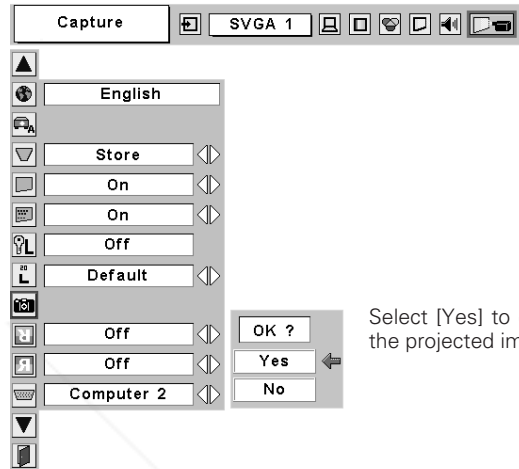 Capture SVGA 1
English
Store
On
On
Off
Default
Off
Off
Computer 2
OK ?
Yes
No
Select [Yes] to
the projected im